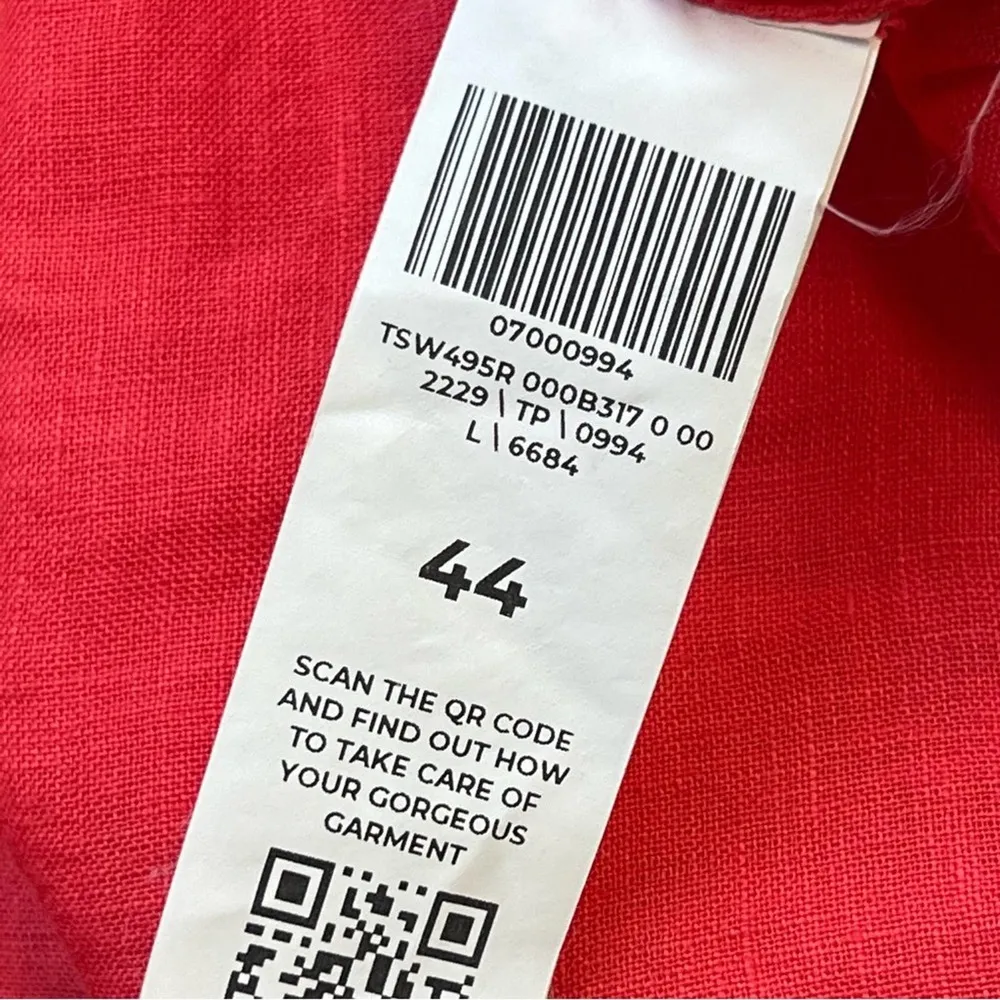 07000994
TSW495R 000B317 0 00
2229 \ TP \ 0994
L \ 6684
44
SCAN THE QR CODE
AND FIND OUT HOW
TO TAKE CARE OF
YOUR GORGEOUS
GARMENT